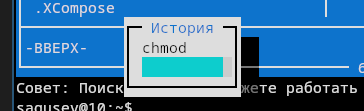 .XCompose
История
-ВВЕРХ-
chmod
Совет: Поиск жете работать
sagusev@10:~$